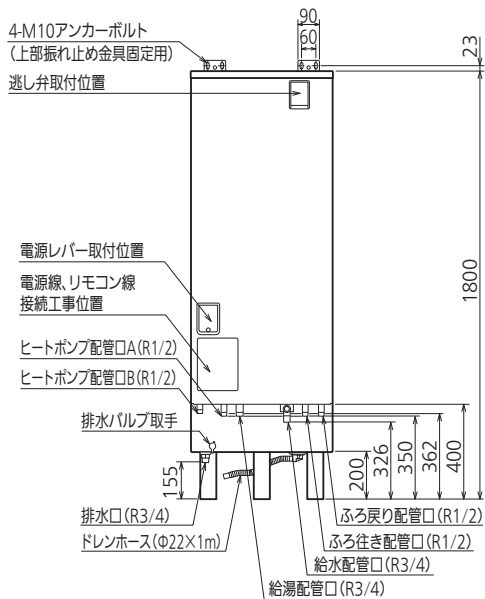 4-M10アンカーボルト
(上部振れ止め金具固定用)
逃し弁取付位置
90
60
23
1800
電源レバー取付位置
電源線、リモコン線
接続工事位置
ヒートポンプ配管口A(R1/2)
ヒートポンプ配管口B(R1/2)
排水バルブ取手
155
200
326
350
362
400
排水口(R3/4)
ドレンホース(Φ22×1m)
ふろ戻り配管口(R1/2)
ふろ往き配管口(R1/2)
給水配管口(R3/4)
給湯配管口(R3/4)